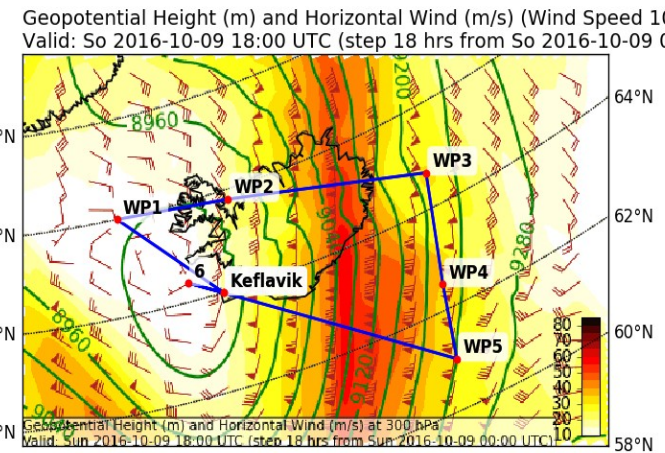 Geopotential Height (m) and Horizontal Wind (m/s) (Wind Speed 10
Valid: So 2016-10-09 18:00 UTC (step 18 hrs from So 2016-10-09 0
9200
64°N
8960
°N
WP3
WP2
WP1
62°N
°N
9280
WP4
6
Keflavik
8960
60°N
80
70
60
50
40
30
20
10
°N
WP5
9120
Geopotential Height (m) and Horizontal Wind (m/s) at 300 hPa
Valid: Sun 2016-10-09 18:00 UTC (step 18 hrs from Sun 2016-10-09 00:00 UTC)
°N
58°N